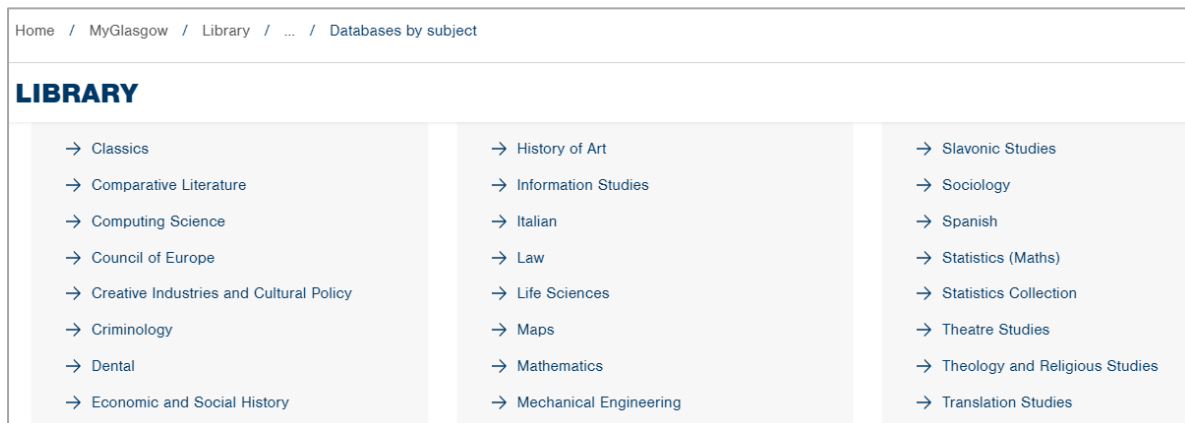 Home / MyGlasgow / Library / ... / Databases by subject
LIBRARY
→ Classics
→ Comparative Literature
→ Computing Science
→ Council of Europe
→ Creative Industries and Cultural Policy
→ Criminology
→ Dental
→ Economic and Social History
→ History of Art
→ Information Studies
→ Italian
→ Law
→ Life Sciences
→ Maps
→ Mathematics
→ Mechanical Engineering
→ Slavonic Studies
→ Sociology
→ Spanish
→ Statistics (Maths)
→ Statistics Collection
→ Theatre Studies
→ Theology and Religious Studies
→ Translation Studies